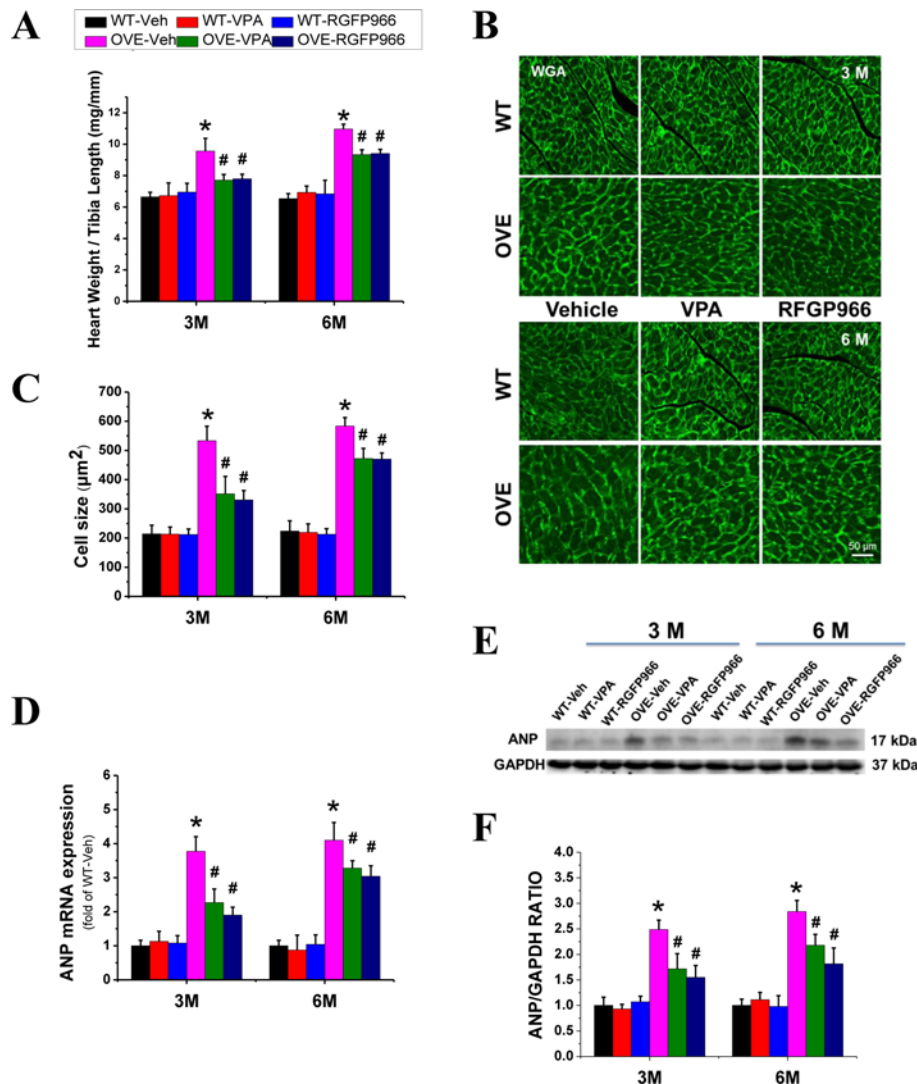 A
WT-Veh WT-VPA WT-RGFP966
OVE-Veh OVE-VPA OVE-RGFP966
Heart Weight / Tibia Length (mg/mm)
12
10
8
6
4
2
0
* # #
* # #
3M 6M
B
WGA
3 M
WT
OVE
Vehicle VPA RFGP966
6 M
WT
OVE
50 µm
C
Cell size (µm²)
700
600
500
400
300
200
100
0
* # #
* # #
3M 6M
D
ANP mRNA expression
(fold of WT-Veh)
6
5
4
3
2
1
0
* # #
* # #
3M 6M
E
3 M 6 M
WT-Veh WT-VPA WT-RGFP966 OVE-Veh OVE-VPA OVE-RGFP966 WT-Veh WT-VPA WT-RGFP966 OVE-Veh OVE-VPA OVE-RGFP966
ANP 17 kDa
GAPDH 37 kDa
F
ANP/GAPDH RATIO
4.0
3.5
3.0
2.5
2.0
1.5
1.0
0.5
0.0
* # #
* # #
3M 6M